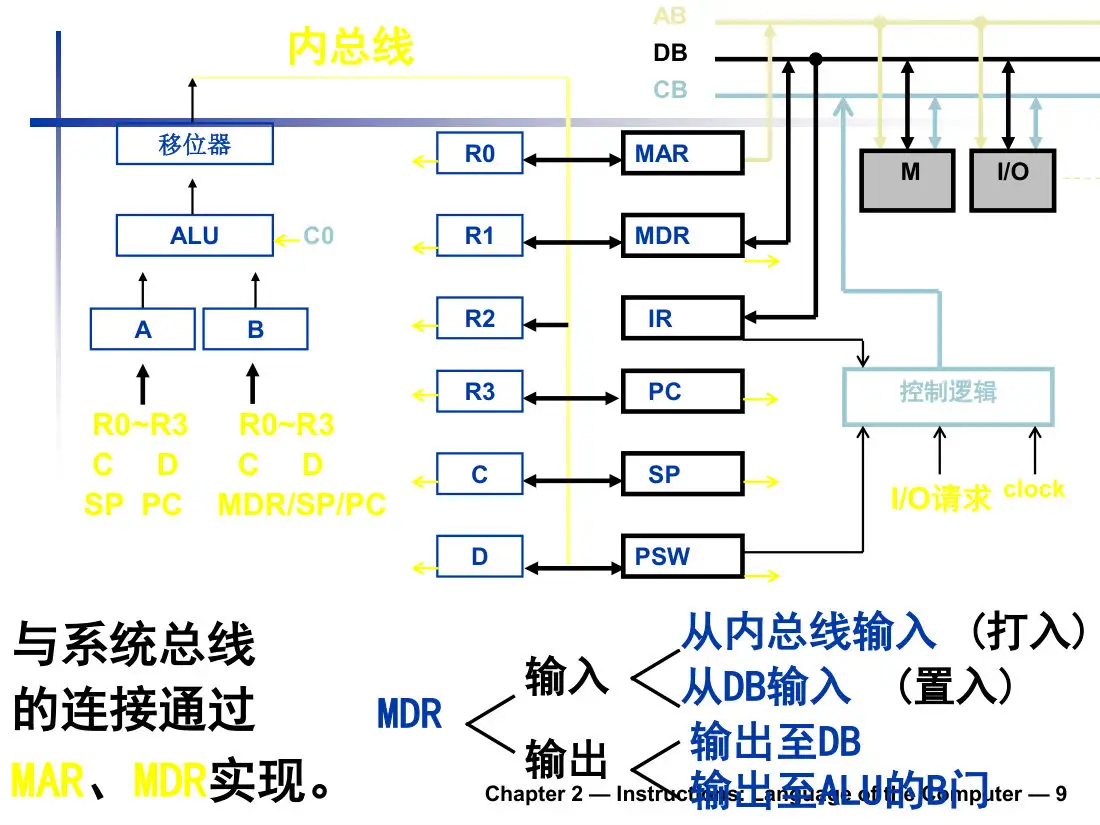 AB
内总线
DB
CB
移位器
R0
MAR
M
I/O
ALU
C0
R1
MDR
A
B
R2
IR
R3
PC
控制逻辑
R0~R3
R0~R3
C D
C D
C
SP
SP PC
MDR/SP/PC
I/O请求
clock
D
PSW
与系统总线
的连接通过
MAR、MDR实现。
MDR
输入
从内总线输入 (打入)
从DB输入 (置入)
输出
输出至DB
输出至ALU的B门
Chapter 2 — Instructions: Language of the Computer — 9